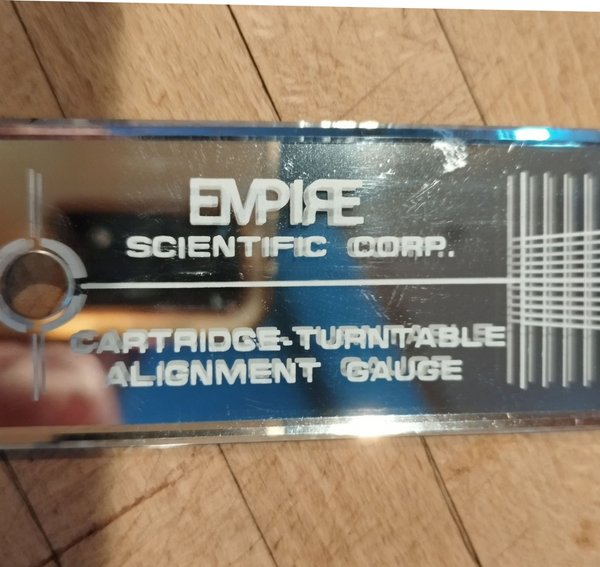 EMPIRE
SCIENTIFIC CORP.
CARTRIDGE-TURNTABLE
ALIGNMENT GAUGE